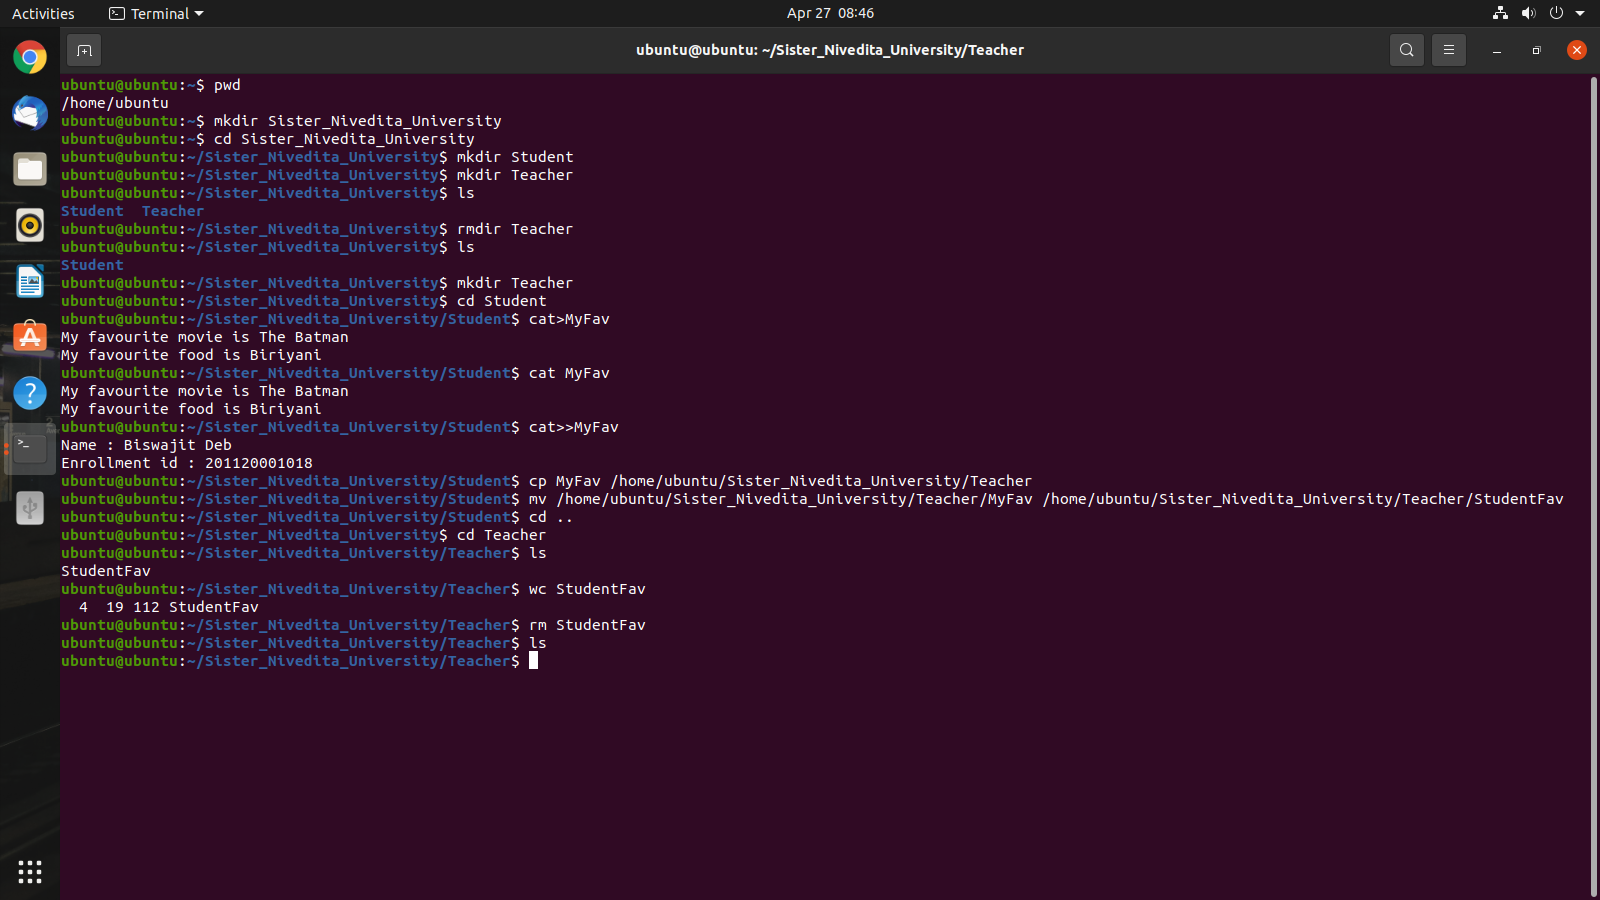 Activities Terminal Apr 27 08:46
ubuntu@ubuntu: ~/Sister_Nivedita_University/Teacher
ubuntu@ubuntu:~$ pwd
/home/ubuntu
ubuntu@ubuntu:~$ mkdir Sister_Nivedita_University
ubuntu@ubuntu:~$ cd Sister_Nivedita_University
ubuntu@ubuntu:~/Sister_Nivedita_University$ mkdir Student
ubuntu@ubuntu:~/Sister_Nivedita_University$ mkdir Teacher
ubuntu@ubuntu:~/Sister_Nivedita_University$ ls
Student  Teacher
ubuntu@ubuntu:~/Sister_Nivedita_University$ rmdir Teacher
ubuntu@ubuntu:~/Sister_Nivedita_University$ ls
Student
ubuntu@ubuntu:~/Sister_Nivedita_University$ mkdir Teacher
ubuntu@ubuntu:~/Sister_Nivedita_University$ cd Student
ubuntu@ubuntu:~/Sister_Nivedita_University/Student$ cat>MyFav
My favourite movie is The Batman
My favourite food is Biriyani
ubuntu@ubuntu:~/Sister_Nivedita_University/Student$ cat MyFav
My favourite movie is The Batman
My favourite food is Biriyani
ubuntu@ubuntu:~/Sister_Nivedita_University/Student$ cat>>MyFav
Name : Biswajit Deb
Enrollment id : 201120001018
ubuntu@ubuntu:~/Sister_Nivedita_University/Student$ cp MyFav /home/ubuntu/Sister_Nivedita_University/Teacher
ubuntu@ubuntu:~/Sister_Nivedita_University/Student$ mv /home/ubuntu/Sister_Nivedita_University/Teacher/MyFav /home/ubuntu/Sister_Nivedita_University/Teacher/StudentFav
ubuntu@ubuntu:~/Sister_Nivedita_University/Student$ cd ..
ubuntu@ubuntu:~/Sister_Nivedita_University$ cd Teacher
ubuntu@ubuntu:~/Sister_Nivedita_University/Teacher$ ls
StudentFav
ubuntu@ubuntu:~/Sister_Nivedita_University/Teacher$ wc StudentFav
  4  19 112 StudentFav
ubuntu@ubuntu:~/Sister_Nivedita_University/Teacher$ rm StudentFav
ubuntu@ubuntu:~/Sister_Nivedita_University/Teacher$ ls
ubuntu@ubuntu:~/Sister_Nivedita_University/Teacher$